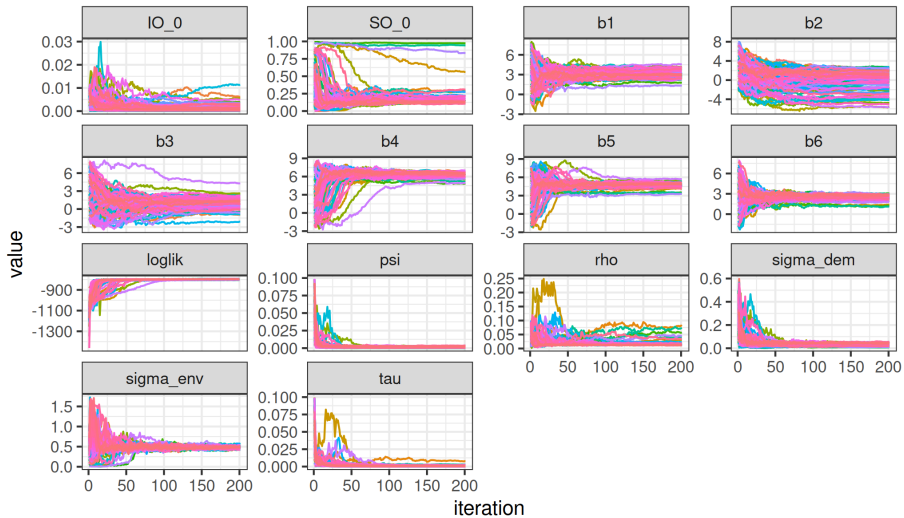 IO_0 SO_0 b1 b2
0.03 1.00 6 8
0.02 0.75 3 4
0.01 0.50 0 0
0.00 0.25 -3 -4
0.00
b3 b4 b5 b6
6 9 9 6
3 6 6 3
0 3 3 0
-3 0 0
-3 -3
loglik psi rho sigma_dem
-900 0.100 0.25 0.6
-1100 0.075 0.20 0.4
-1300 0.050 0.15 0.2
0.025 0.10 0.0
0.000 0.05
0.00
0 50 100 150 200 0 50 100 150 200
sigma_env tau
1.5 0.100
1.0 0.075
0.5 0.050
0.0 0.025
0.000
0 50 100 150 200 0 50 100 150 200
iteration
value